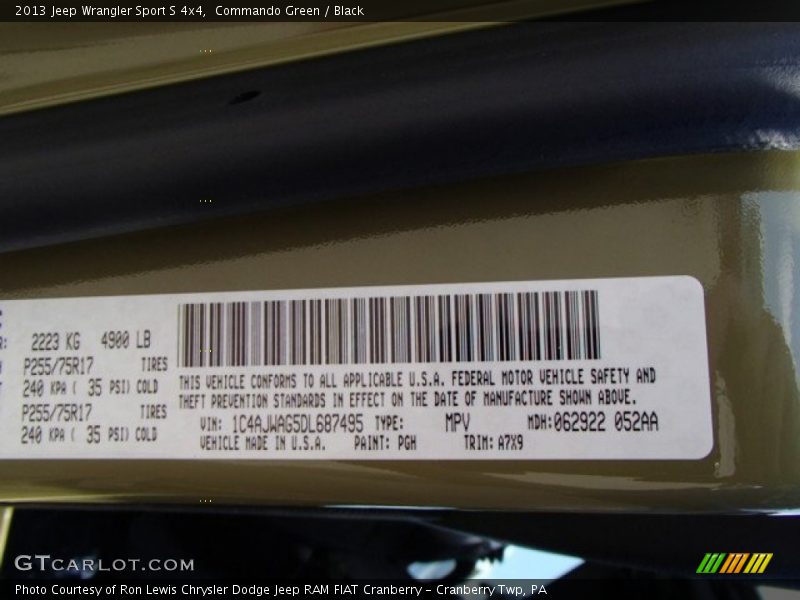 2013 Jeep Wrangler Sport S 4x4,  Commando Green / Black
2223 KG 4900 LB
P255/75R17 TIRES
240 KPA ( 35 PSI) COLD
P255/75R17 TIRES
240 KPA ( 35 PSI) COLD
THIS VEHICLE CONFORMS TO ALL APPLICABLE U.S.A. FEDERAL MOTOR VEHICLE SAFETY AND
THEFT PREVENTION STANDARDS IN EFFECT ON THE DATE OF MANUFACTURE SHOWN ABOVE.
VIN: 1C4AJWAG5DL687495 TYPE: MPV MDH:062922 052AA
VEHICLE MADE IN U.S.A. PAINT: PGH TRIM: A7X9
GTCARLOT.COM
Photo Courtesy of Ron Lewis Chrysler Dodge Jeep RAM FIAT Cranberry – Cranberry Twp, PA